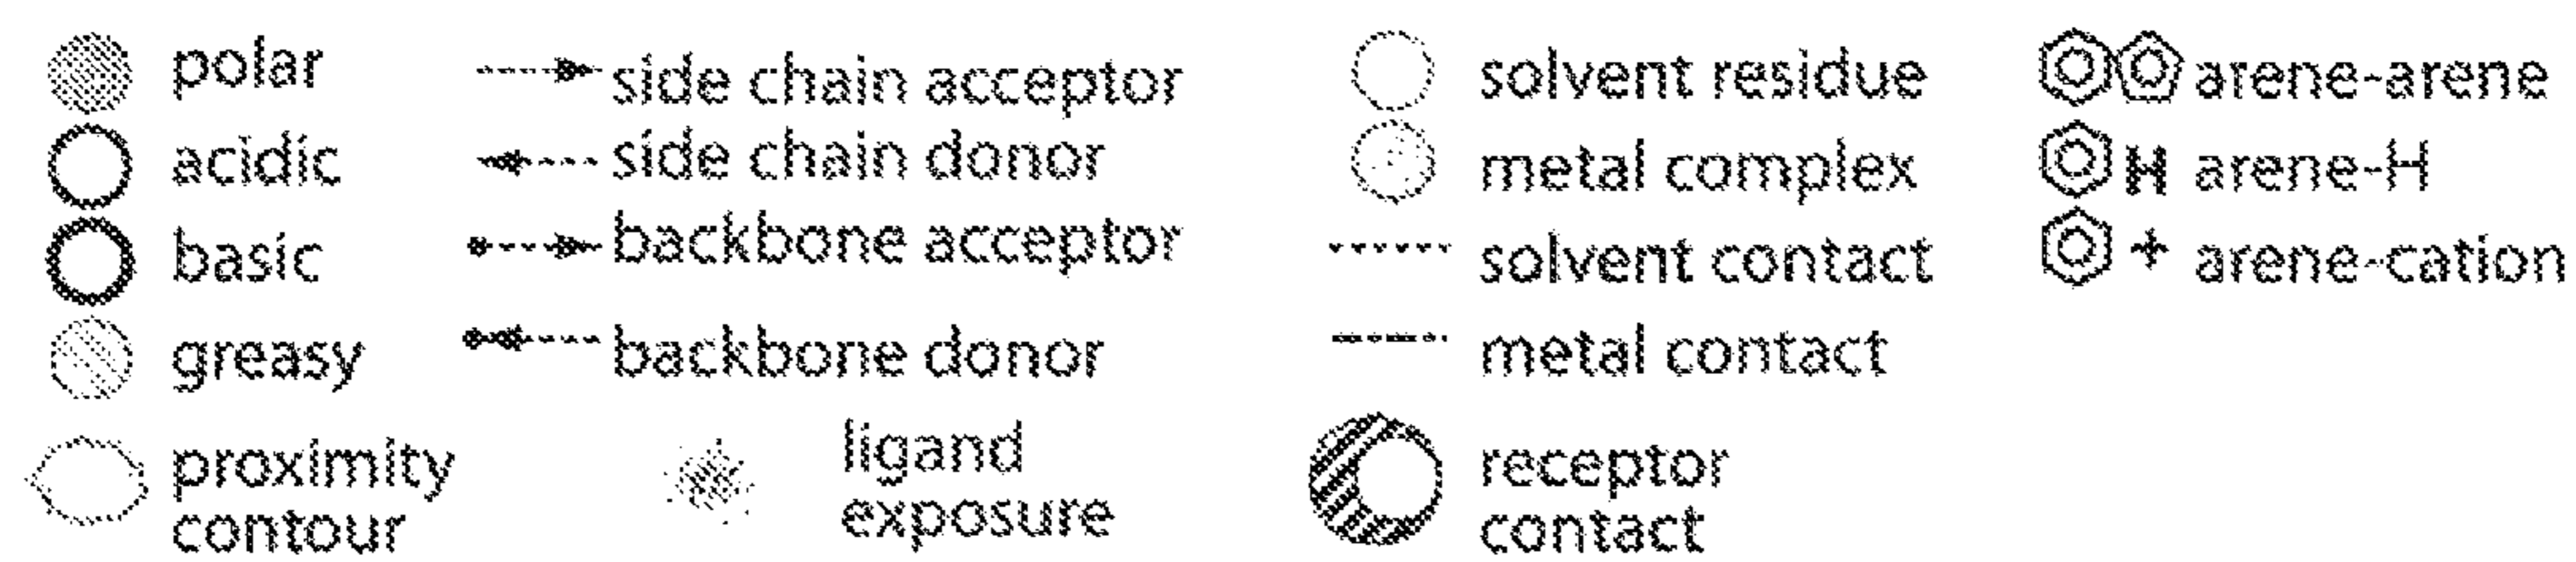 polar
side chain acceptor
solvent residue
arene-arene
acidic
side chain donor
metal complex
H arene-H
basic
backbone acceptor
solvent contact
+ arene-cation
greasy
backbone donor
metal contact
proximity
contour
ligand
exposure
receptor
contact